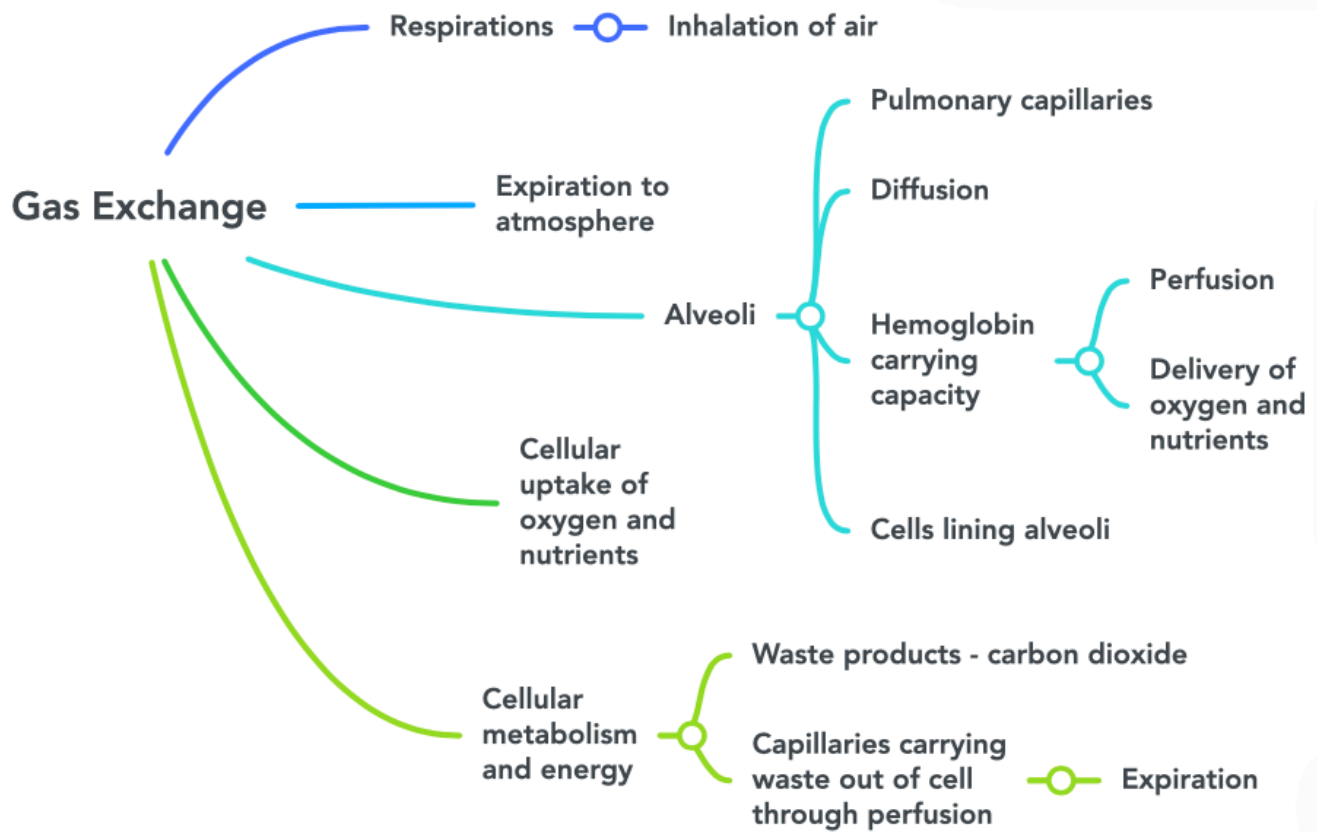 Respirations
Inhalation of air
Gas Exchange
Expiration to
atmosphere
Alveoli
Pulmonary capillaries
Diffusion
Hemoglobin
carrying
capacity
Perfusion
Delivery of
oxygen and
nutrients
Cells lining alveoli
Cellular
uptake of
oxygen and
nutrients
Cellular
metabolism
and energy
Waste products - carbon dioxide
Capillaries carrying
waste out of cell
through perfusion
Expiration